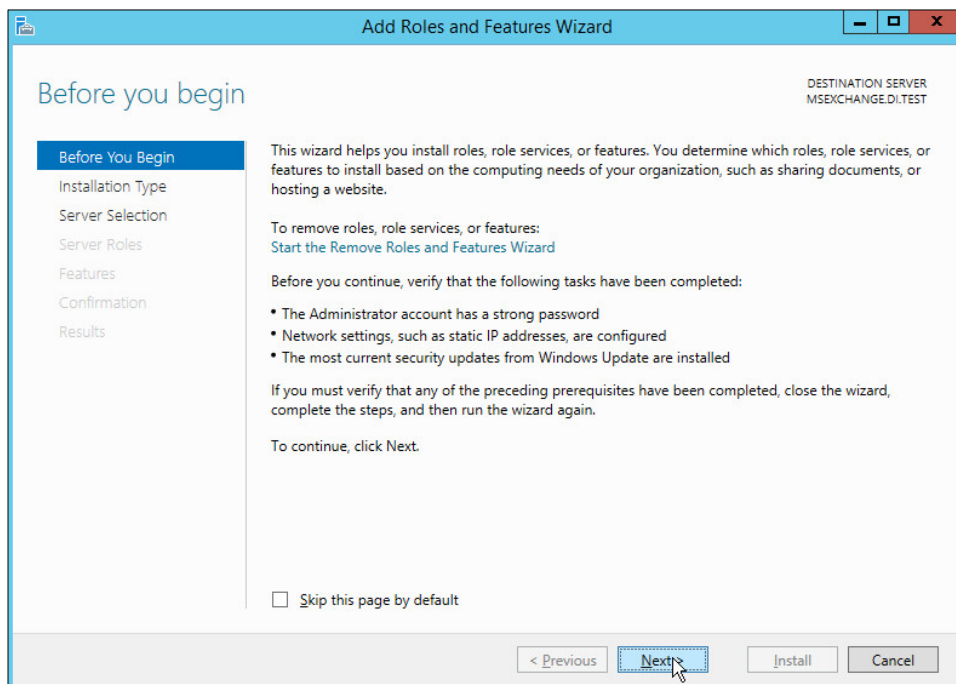 Add Roles and Features Wizard
Before you begin
DESTINATION SERVER
MSEXCHANGE.DI.TEST
Before You Begin
Installation Type
Server Selection
Server Roles
Features
Confirmation
Results
This wizard helps you install roles, role services, or features. You determine which roles, role services, or
features to install based on the computing needs of your organization, such as sharing documents, or
hosting a website.
To remove roles, role services, or features:
Start the Remove Roles and Features Wizard
Before you continue, verify that the following tasks have been completed:
• The Administrator account has a strong password
• Network settings, such as static IP addresses, are configured
• The most current security updates from Windows Update are installed
If you must verify that any of the preceding prerequisites have been completed, close the wizard,
complete the steps, and then run the wizard again.
To continue, click Next.
Skip this page by default
< Previous
Next >
Install
Cancel